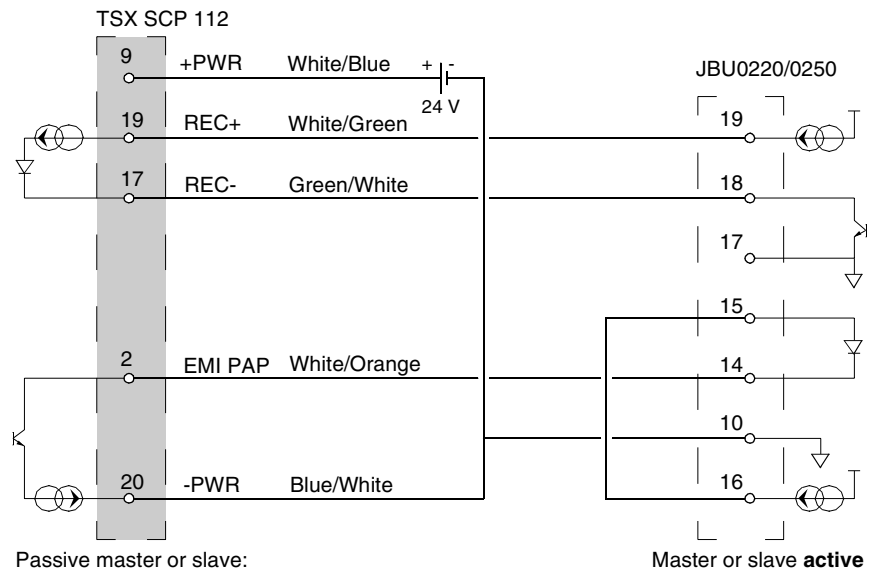 TSX SCP 112
9 +PWR White/Blue + -
24 V
JBU0220/0250
19 REC+ White/Green 19
17 REC- Green/White 18
17
15
2 EMI PAP White/Orange 14
10
20 -PWR Blue/White 16
Passive master or slave: Master or slave active